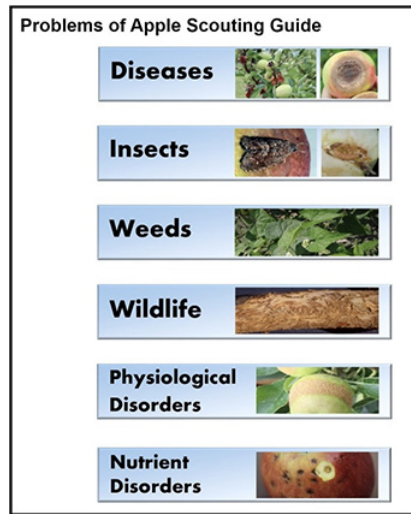 Problems of Apple Scouting Guide
Diseases
Insects
Weeds
Wildlife
Physiological
Disorders
Nutrient
Disorders